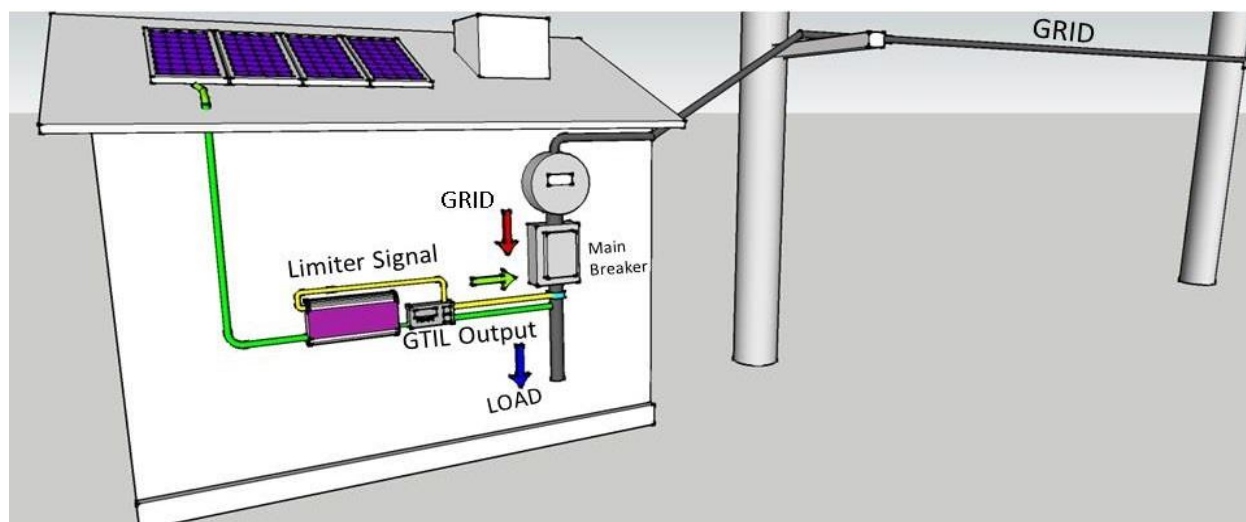 GRID
GRID
Limiter Signal
Main
Breaker
GTIL Output
LOAD